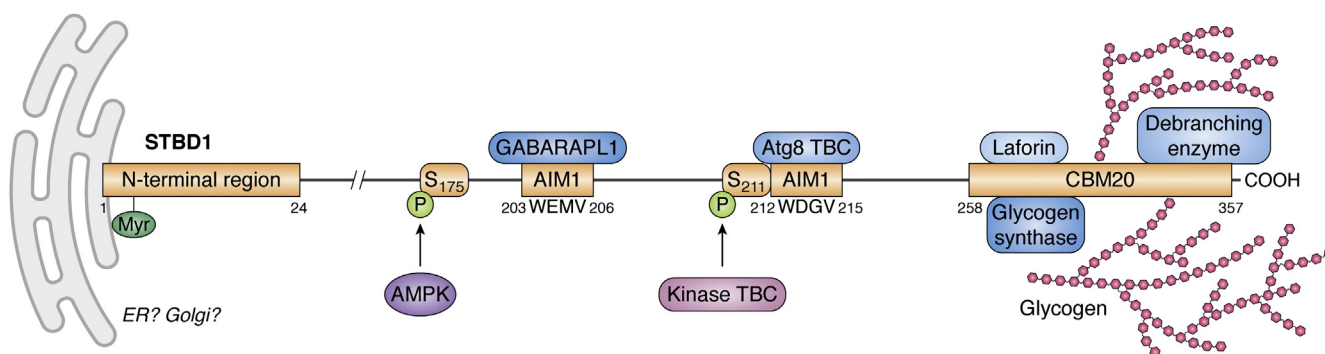 STBD1
N-terminal region
1
24
Myr
ER? Golgi?
//
S175
P
AMPK
GABARAPL1
AIM1
203 WEMV 206
S211
P
Kinase TBC
Atg8 TBC
AIM1
212 WDGV 215
Laforin
Debranching
enzyme
CBM20
COOH
258
357
Glycogen
synthase
Glycogen